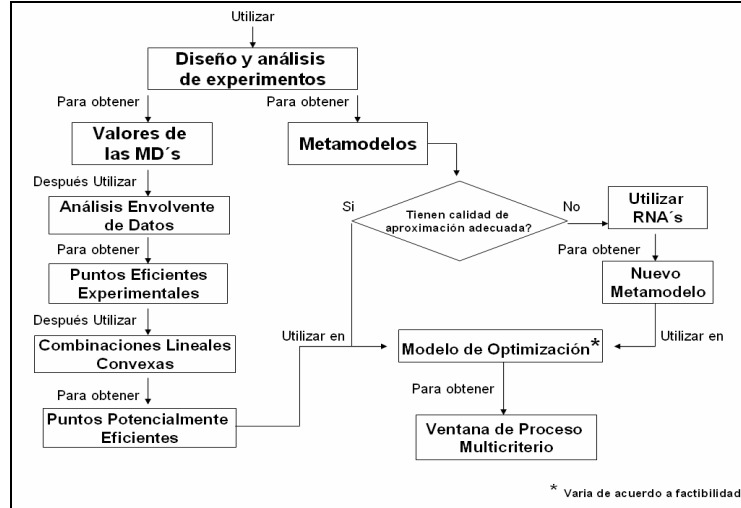 Utilizar
Diseño y análisis
de experimentos
Para obtener
Para obtener
Valores de
las MD´s
Metamodelos
Después Utilizar
Análisis Envolvente
de Datos
Si
Tienen calidad de
aproximación adecuada?
No
Utilizar
RNA´s
Para obtener
Para obtener
Puntos Eficientes
Experimentales
Nuevo
Metamodelo
Después Utilizar
Utilizar en
Utilizar en
Combinaciones Lineales
Convexas
Modelo de Optimización*
Para obtener
Para obtener
Puntos Potencialmente
Eficientes
Ventana de Proceso
Multicriterio
* Varia de acuerdo a factibilidad